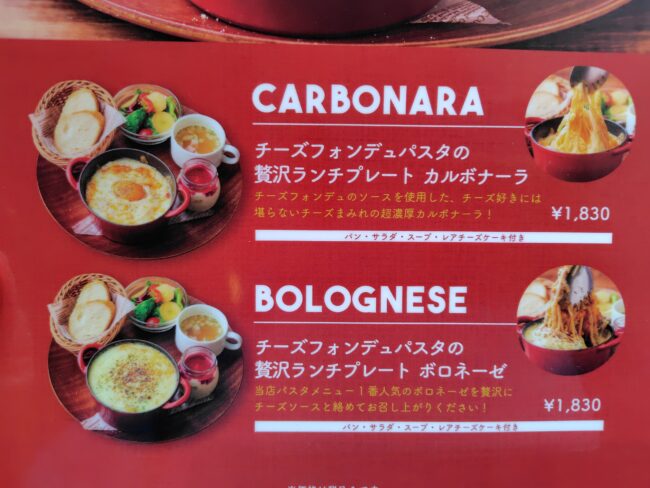 CARBONARA
チーズフォンデュパスタの
贅沢ランチプレート カルボナーラ
チーズフォンデュのソースを使用した、チーズ好きには
堪らないチーズまみれの超濃厚カルボナーラ！
¥1,830
パン・サラダ・スープ・レアチーズケーキ付き
BOLOGNESE
チーズフォンデュパスタの
贅沢ランチプレート ボロネーゼ
当店パスタメニュー1番人気のボロネーゼを贅沢に
チーズソースと絡めてお召し上がりください！
¥1,830
パン・サラダ・スープ・レアチーズケーキ付き